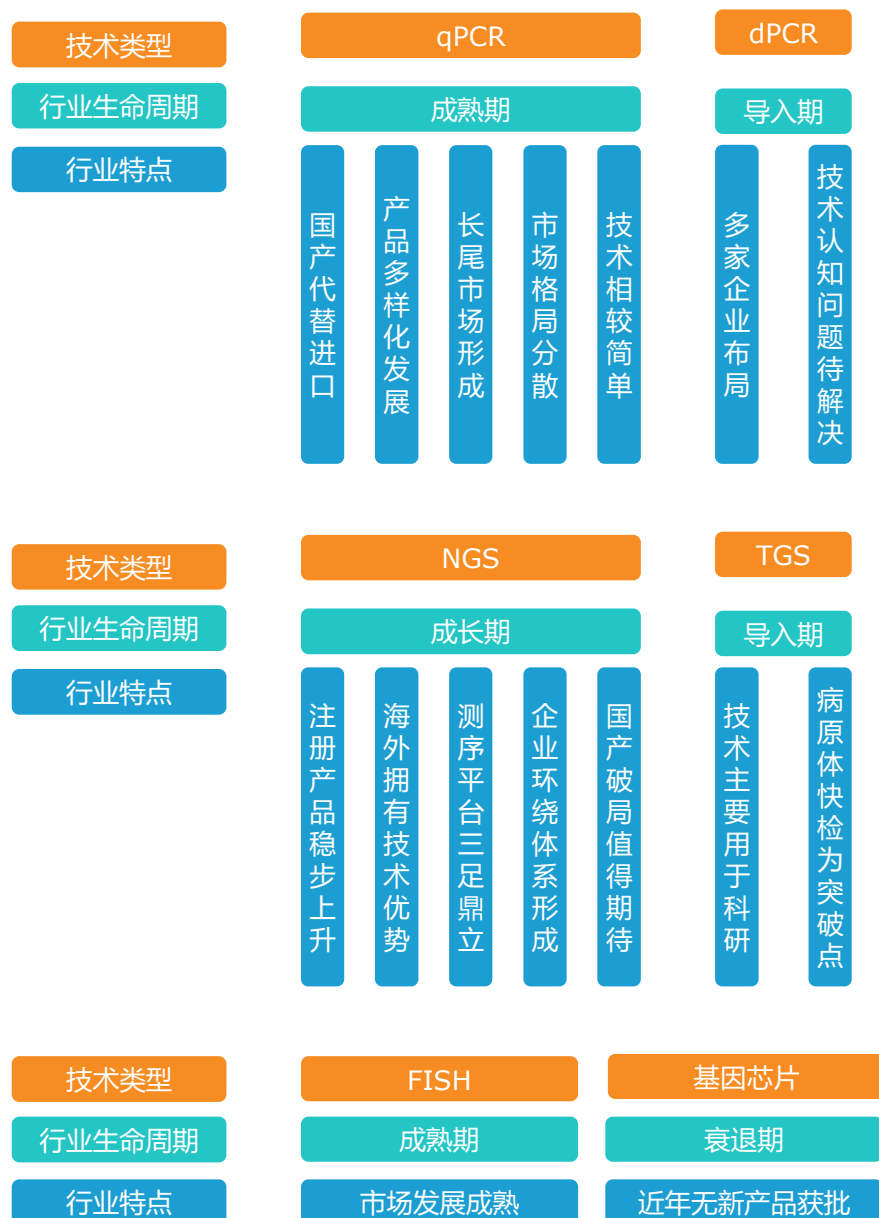 技术类型
qPCR
dPCR
行业生命周期
成熟期
导入期
行业特点
国产代替进口
产品多样化发展
长尾市场形成
市场格局分散
技术相较简单
多家企业布局
技术认知问题待解决
技术类型
NGS
TGS
行业生命周期
成长期
导入期
行业特点
注册产品稳步上升
海外拥有技术优势
测序平台三足鼎立
企业环绕体系形成
国产破局值得期待
技术主要用于科研
病原体快检为突破点
技术类型
FISH
基因芯片
行业生命周期
成熟期
衰退期
行业特点
市场发展成熟
近年无新产品获批